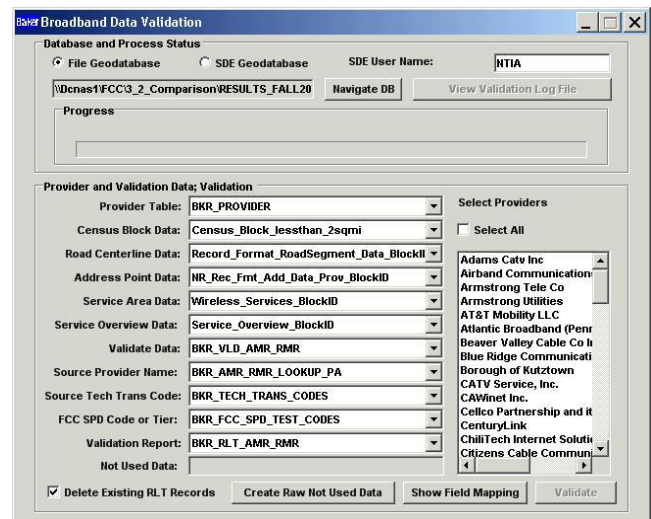 Baker Broadband Data Validation
Database and Process Status
File Geodatabase SDE Geodatabase SDE User Name: NTIA
\\Dcnas1\FCC\3_2_Comparison\RESULTS_FALL20 Navigate DB View Validation Log File
Progress
Provider and Validation Data; Validation
Provider Table: BKR_PROVIDER
Census Block Data: Census_Block_lessthan_2sqmi
Road Centerline Data: Record_Format_RoadSegment_Data_BlockI
Address Point Data: NR_Rec_Fmt_Add_Data_Prov_BlockID
Service Area Data: Wireless_Services_BlockID
Service Overview Data: Service_Overview_BlockID
Validate Data: BKR_VLD_AMR_RMR
Source Provider Name: BKR_AMR_RMR_LOOKUP_PA
Source Tech Trans Code: BKR_TECH_TRANS_CODES
FCC SPD Code or Tier: BKR_FCC_SPD_TEST_CODES
Validation Report: BKR_RLT_AMR_RMR
Not Used Data:
Select Providers
Select All
Adams Catv Inc
Airband Communication
Armstrong Tele Co
Armstrong Utilities
AT&T Mobility LLC
Atlantic Broadband (Penr
Beaver Valley Cable Co I
Blue Ridge Communicati
Borough of Kutztown
CATV Service, Inc.
CAWinet Inc.
Cellco Partnership and it
CenturyLink
ChiliTech Internet Soluti
Citizens Cable Commun
Delete Existing RLT Records Create Raw Not Used Data Show Field Mapping Validate